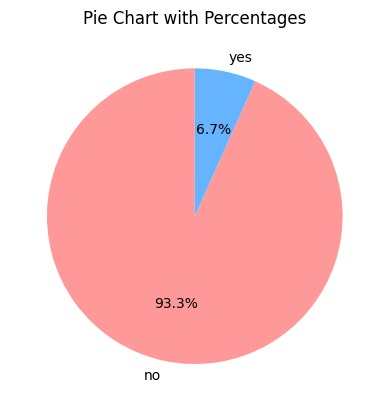 Pie Chart with Percentages
yes
6.7%
93.3%
no